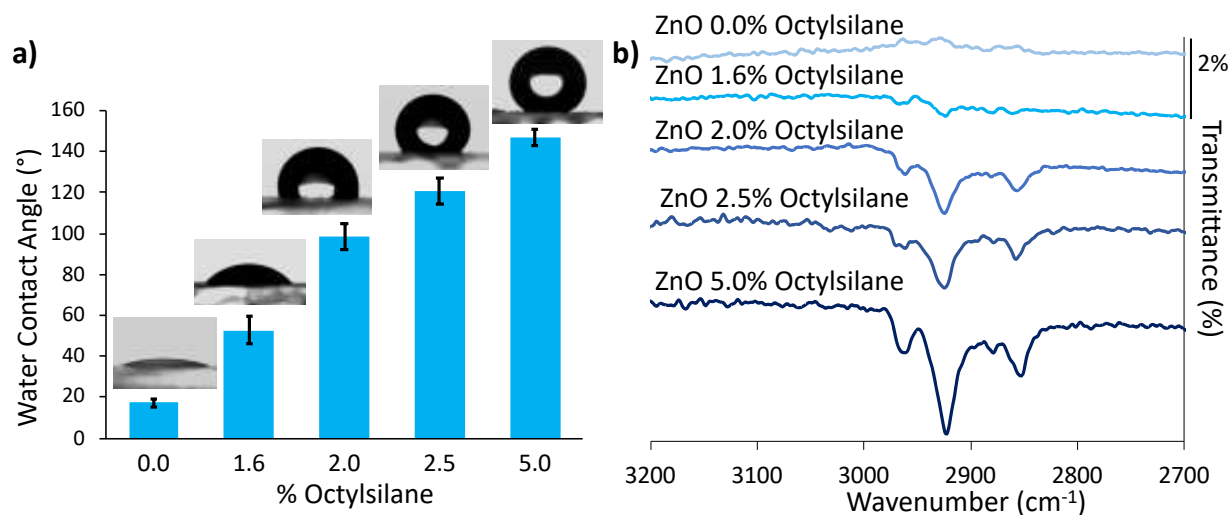 a)
Water Contact Angle (°)
160
140
120
100
80
60
40
20
0
0.0 1.6 2.0 2.5 5.0
% Octylsilane
b)
ZnO 0.0% Octylsilane
ZnO 1.6% Octylsilane
ZnO 2.0% Octylsilane
ZnO 2.5% Octylsilane
ZnO 5.0% Octylsilane
2%
Transmittance (%)
3200 3100 3000 2900 2800 2700
Wavenumber (cm⁻¹)